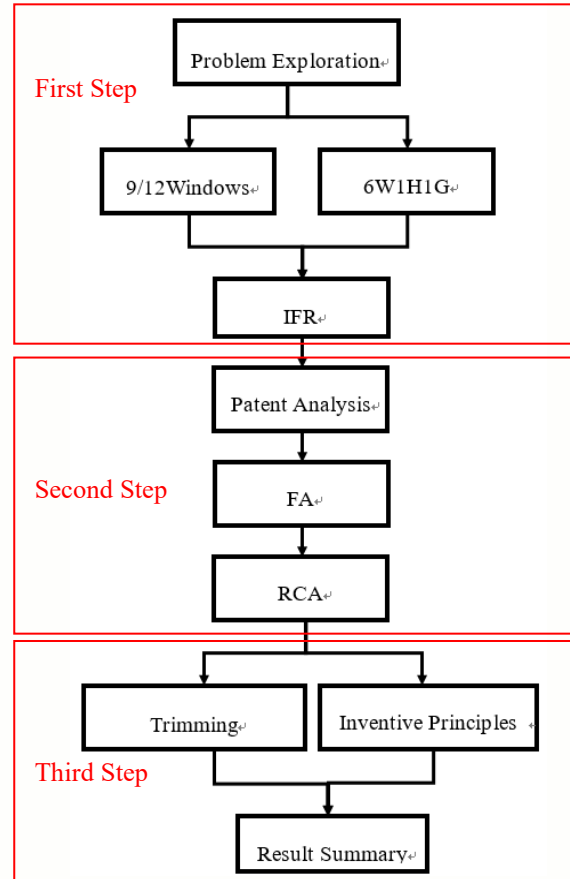 Problem Exploration
First Step
9/12Windows
6W1H1G
IFR
Patent Analysis
Second Step
FA
RCA
Trimming
Inventive Principles
Third Step
Result Summary